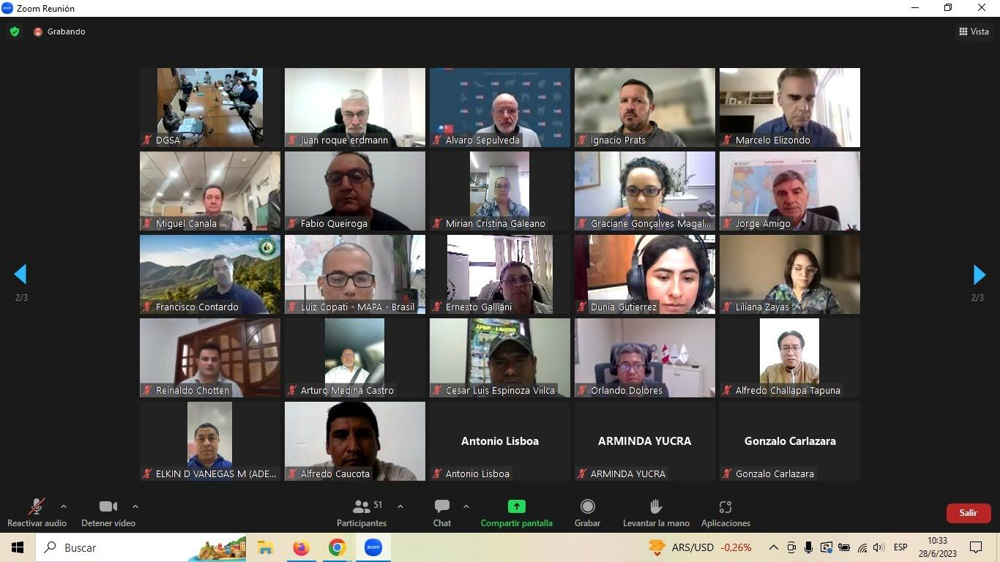 Zoom Reunión
Grabando
Vista
DGSA
juan roque erdmann
Alvaro Sepulveda
Ignacio Prats
Marcelo Elizondo
Miguel Canala
Fabio Queiroga
Mirian Cristina Galeano
Graciane Gonçalves Magal...
Jorge Amigo
Francisco Contardo
Luiz Copati - MAPA - Brasil
Ernesto Galliani
Dunia Gutierrez
Liliana Zayas
2/3
2/3
Reinaldo Chotten
Arturo Medina Castro
Cesar Luis Espinoza Viilca
Orlando Dolores
Alfredo Challapa Tapuna
ELKIN D VANEGAS M (ADE...
Alfredo Caucota
Antonio Lisboa
Antonio Lisboa
ARMINDA YUCRA
ARMINDA YUCRA
Gonzalo Carlazara
Gonzalo Carlazara
Reactivar audio
Detener vídeo
51
Participantes
Chat
Compartir pantalla
Grabar
Levantar la mano
Aplicaciones
Salir
Buscar
zoom
ARS/USD -0,26%
ESP
10:33
28/6/2023